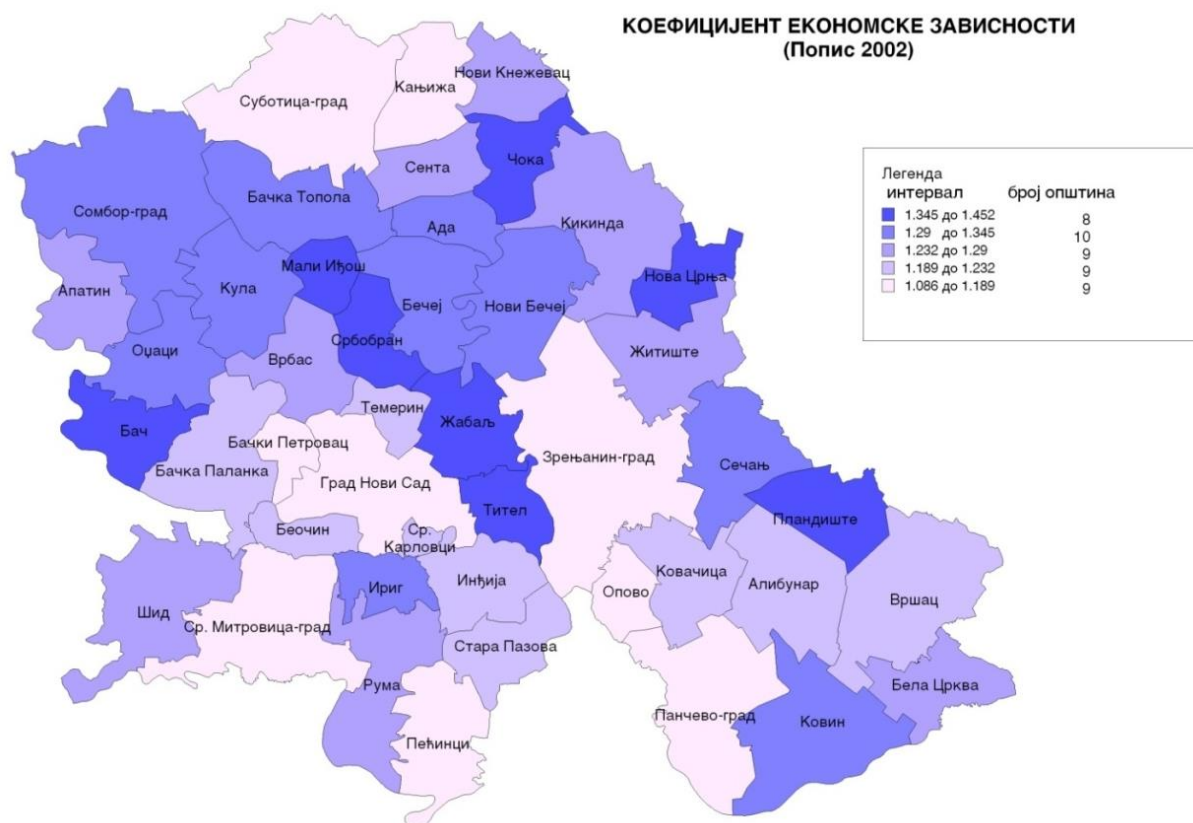 КОЕФИЦИЈЕНТ ЕКОНОМСКЕ ЗАВИСНОСТИ
(Попис 2002)
Легенда
интервал број општина
1.345 до 1.452 8
1.29 до 1.345 10
1.232 до 1.29 9
1.189 до 1.232 9
1.086 до 1.189 9
Нови Кнежевац
Кањижа
Суботица-град
Чока
Сента
Бачка Топола
Сомбор-град
Ада
Кикинда
Мали Иђош
Нова Црња
Кула
Апатин
Бечеј
Нови Бечеј
Србобран
Оџаци
Врбас
Житиште
Темерин
Жабаљ
Бач
Бачки Петровац
Зрењанин-град
Бачка Паланка
Сечањ
Град Нови Сад
Тител
Пландиште
Беочин
Ср.
Карловци
Ковачица
Инђија
Алибунар
Ириг
Опово
Вршац
Шид
Ср. Митровица-град
Стара Пазова
Рума
Бела Црква
Панчево-град
Ковин
Пећинци